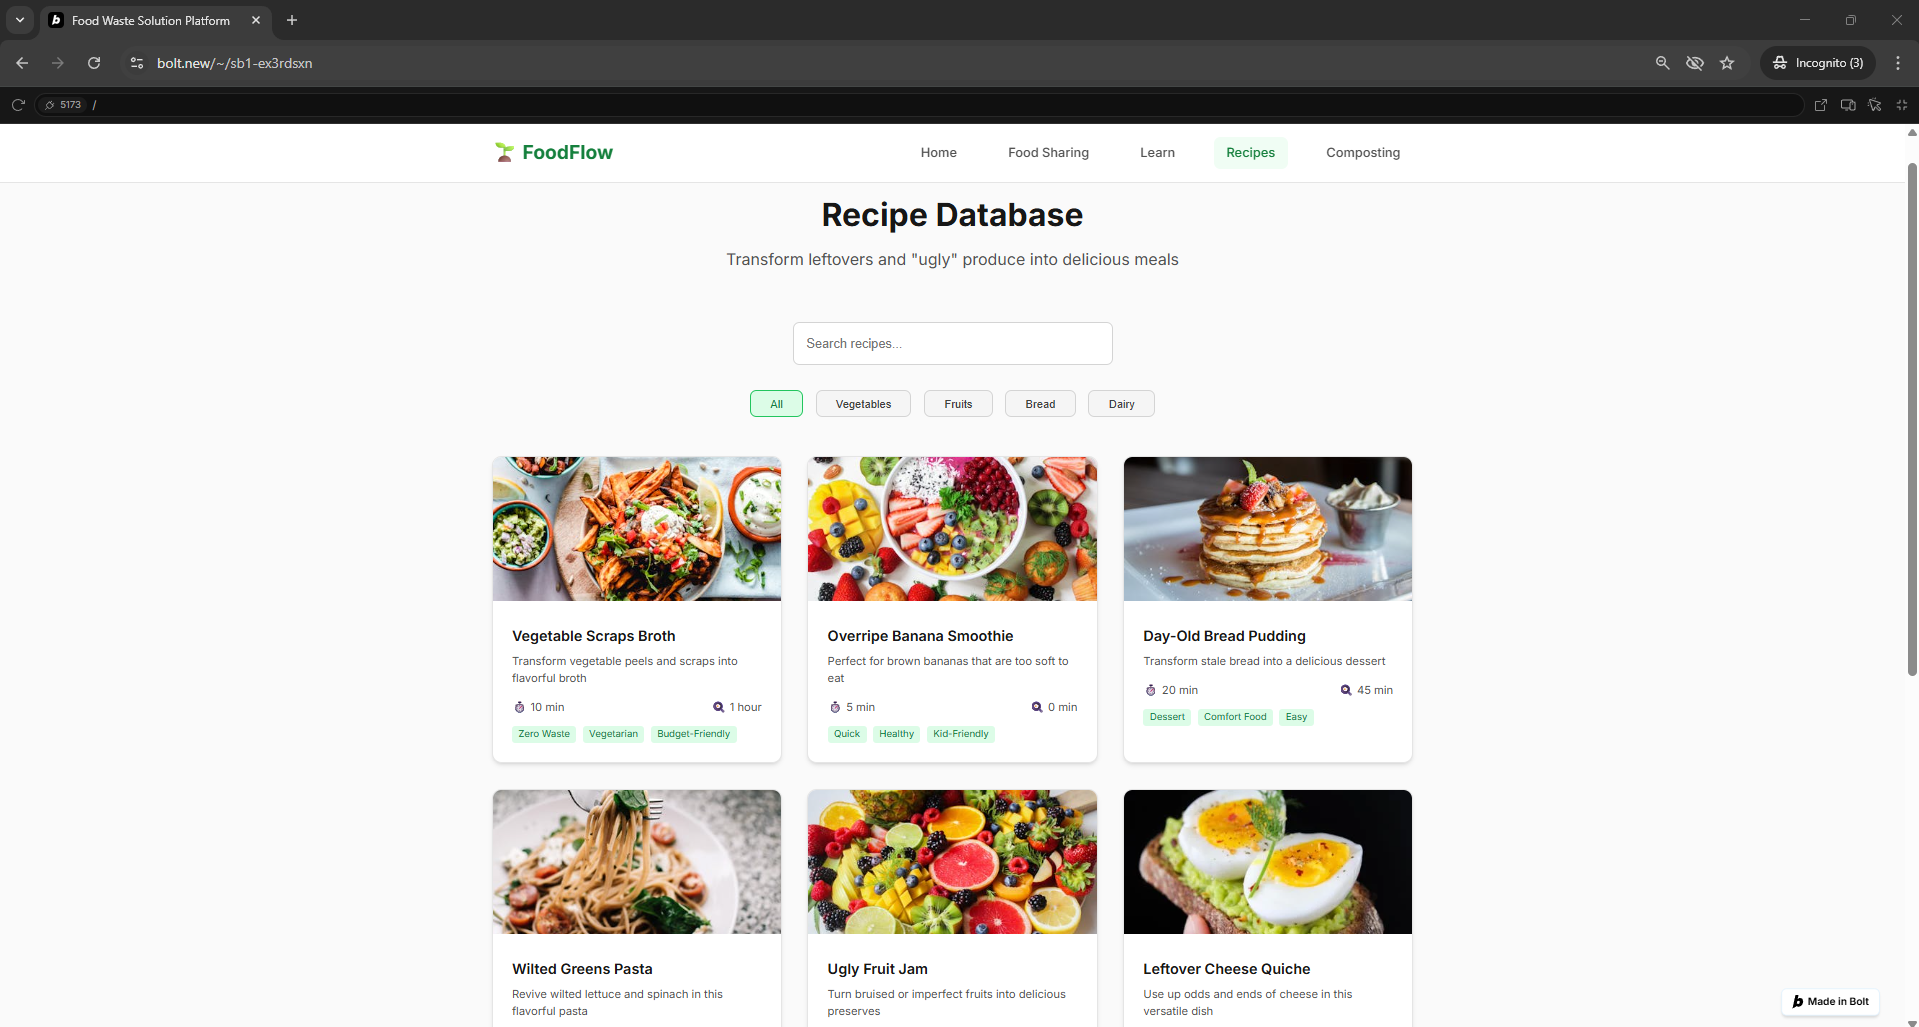 Food Waste Solution Platform
bolt.new/~/sb1-ex3rdsxn
Incognito (3)
5173 /
FoodFlow
Home
Food Sharing
Learn
Recipes
Composting
Recipe Database
Transform leftovers and "ugly" produce into delicious meals
Search recipes...
All
Vegetables
Fruits
Bread
Dairy
Vegetable Scraps Broth
Transform vegetable peels and scraps into
flavorful broth
10 min
1 hour
Zero Waste
Vegetarian
Budget-Friendly
Overripe Banana Smoothie
Perfect for brown bananas that are too soft to
eat
5 min
0 min
Quick
Healthy
Kid-Friendly
Day-Old Bread Pudding
Transform stale bread into a delicious dessert
20 min
45 min
Dessert
Comfort Food
Easy
Wilted Greens Pasta
Revive wilted lettuce and spinach in this
flavorful pasta
Ugly Fruit Jam
Turn bruised or imperfect fruits into delicious
preserves
Leftover Cheese Quiche
Use up odds and ends of cheese in this
versatile dish
b Made in Bolt